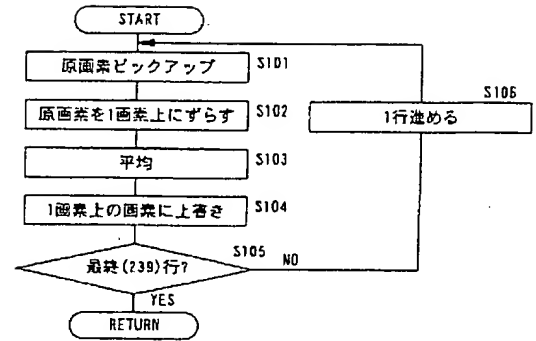 START
原画素ピックアップ
S101
原画素を1画素上にずらす
S102
平均
S103
1画素上の画素に上書き
S104
最終(239)行?
S105
NO
YES
RETURN
S106
1行進める